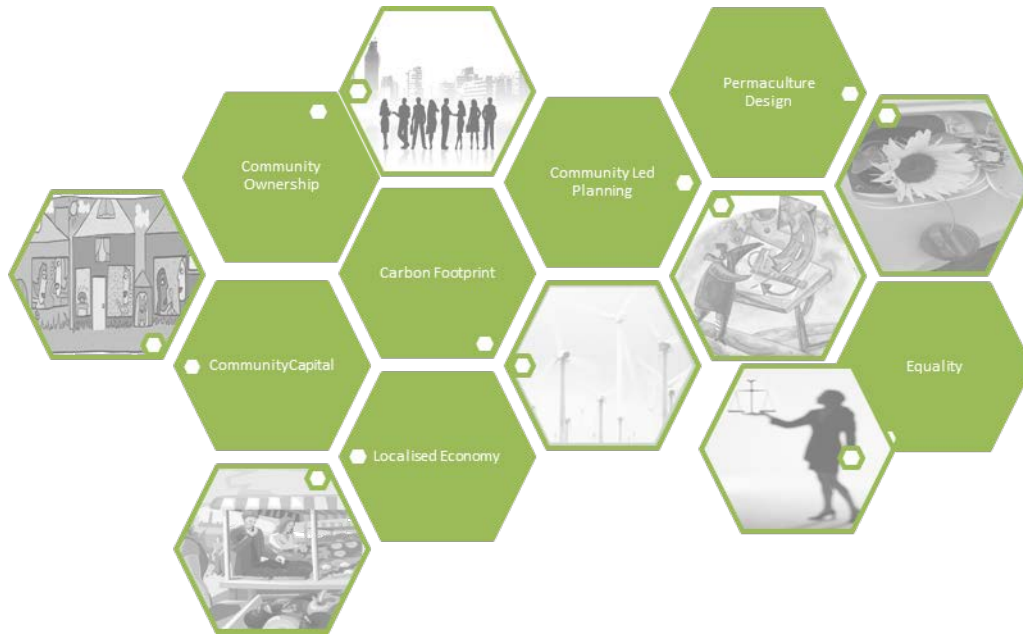 Permaculture
Design
Community
Ownership
Community Led
Planning
Carbon Footprint
CommunityCapital
Equality
Localised Economy